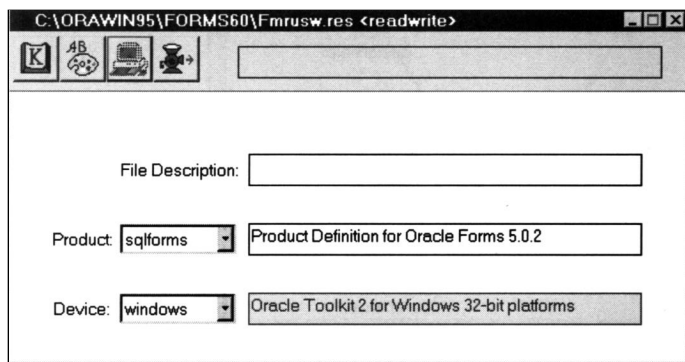 C:\ORAWIN95\FORMS60\Fmrusw.res <readwrite>
K AB
File Description:
Product: sqlforms Product Definition for Oracle Forms 5.0.2
Device: windows Oracle Toolkit 2 for Windows 32-bit platforms